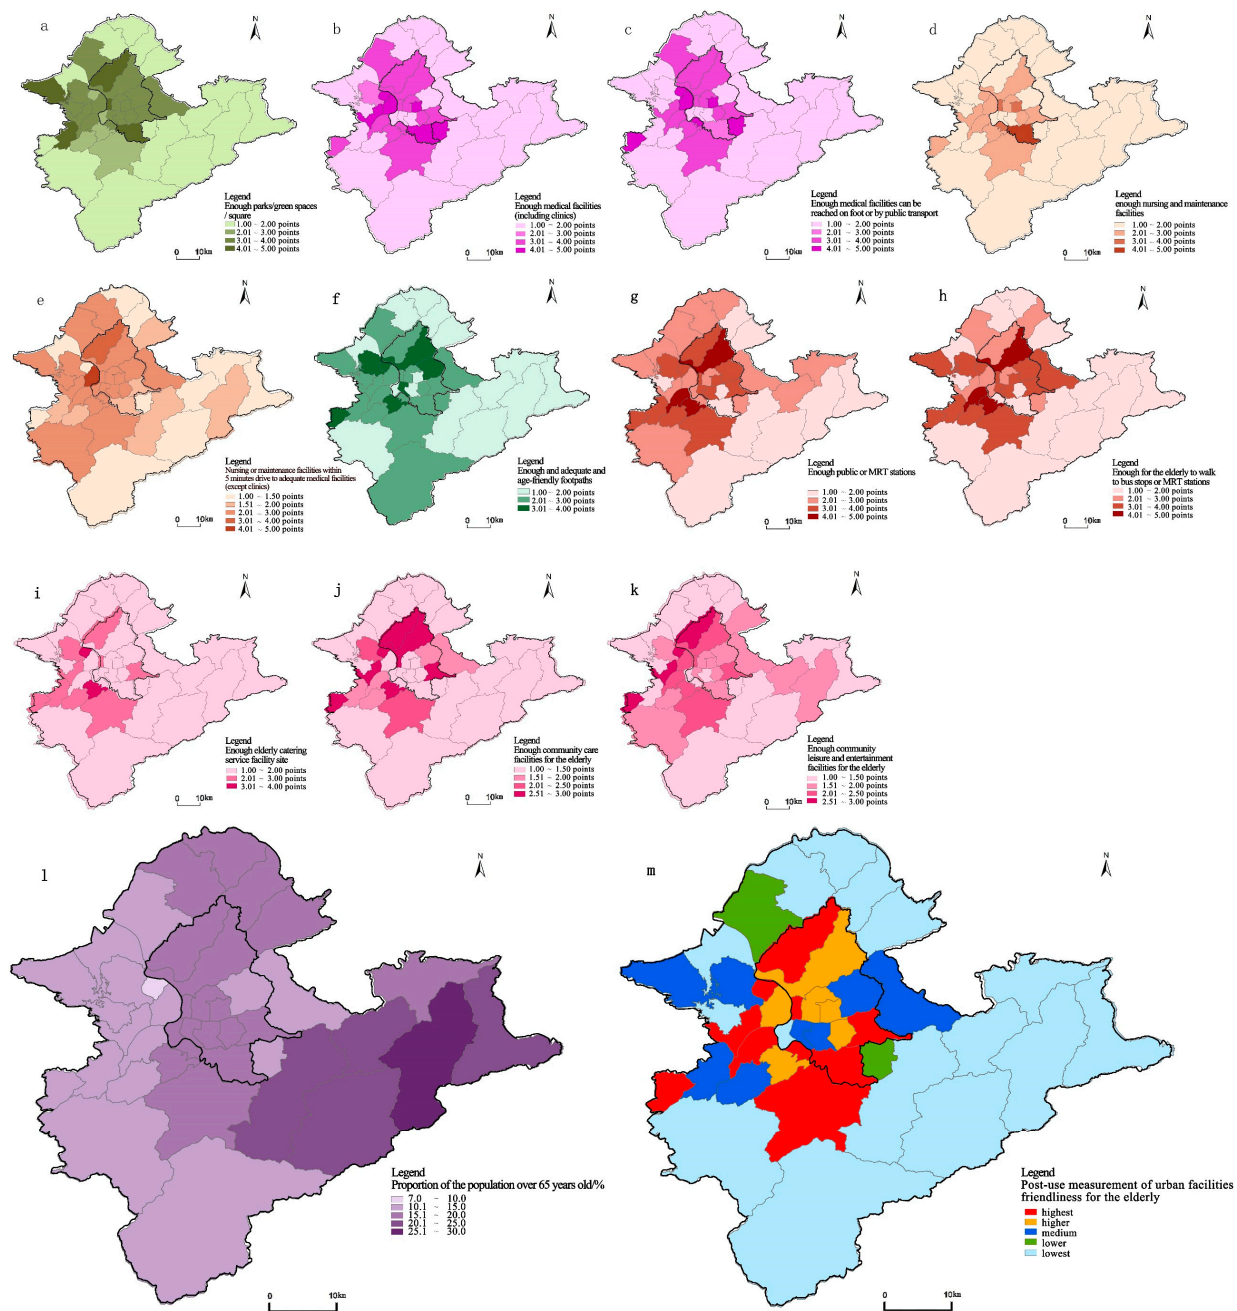 a
N
Legend
Enough parks/green spaces
/ square
1.00 ~ 2.00 points
2.01 ~ 3.00 points
3.01 ~ 4.00 points
4.01 ~ 5.00 points
0 10km
b
N
Legend
Enough medical facilities
(including clinics)
1.00 ~ 2.00 points
2.01 ~ 3.00 points
3.01 ~ 4.00 points
4.01 ~ 5.00 points
0 10km
c
N
Legend
Enough medical facilities can be
reached on foot or by public transport
1.00 ~ 2.00 points
2.01 ~ 3.00 points
3.01 ~ 4.00 points
4.01 ~ 5.00 points
0 10km
d
N
Legend
enough nursing and maintenance
facilities
1.00 ~ 2.00 points
2.01 ~ 3.00 points
3.01 ~ 4.00 points
4.01 ~ 5.00 points
0 10km
e
N
Legend
Nursing or maintenance facilities within
5 minutes drive to adequate medical facilities
(except clinics)
1.00 ~ 1.50 points
1.51 ~ 2.00 points
2.01 ~ 3.00 points
3.01 ~ 4.00 points
4.01 ~ 5.00 points
0 10km
f
N
Legend
Enough and adequate and
age-friendly footpaths
1.00 ~ 2.00 points
2.01 ~ 3.00 points
3.01 ~ 4.00 points
0 10km
g
N
Legend
Enough public or MRT stations
1.00 ~ 2.00 points
2.01 ~ 3.00 points
3.01 ~ 4.00 points
4.01 ~ 5.00 points
0 10km
h
N
Legend
Enough for the elderly to walk
to bus stops or MRT stations
1.00 ~ 2.00 points
2.01 ~ 3.00 points
3.01 ~ 4.00 points
4.01 ~ 5.00 points
0 10km
i
N
Legend
Enough elderly catering
service facility site
1.00 ~ 2.00 points
2.01 ~ 3.00 points
3.01 ~ 4.00 points
0 10km
j
N
Legend
Enough community care
facilities for the elderly
1.00 ~ 1.50 points
1.51 ~ 2.00 points
2.01 ~ 2.50 points
2.51 ~ 3.00 points
0 10km
k
N
Legend
Enough community
leisure and entertainment
facilities for the elderly
1.00 ~ 1.50 points
1.51 ~ 2.00 points
2.01 ~ 2.50 points
2.51 ~ 3.00 points
0 10km
l
N
Legend
Proportion of the population over 65 years old/%
7.0 ~ 10.0
10.1 ~ 15.0
15.1 ~ 20.0
20.1 ~ 25.0
25.1 ~ 30.0
0 10km
m
N
Legend
Post-use measurement of urban facilities
friendliness for the elderly
highest
higher
medium
lower
lowest
0 10km